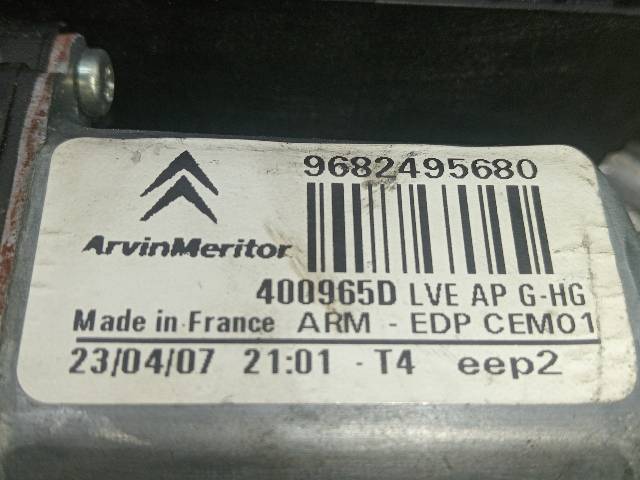 9682495680
ArvinMeritor
400965D LVE AP G-HG
Made in France ARM - EDP CEM01
23/04/07 21:01 - T4 eep2